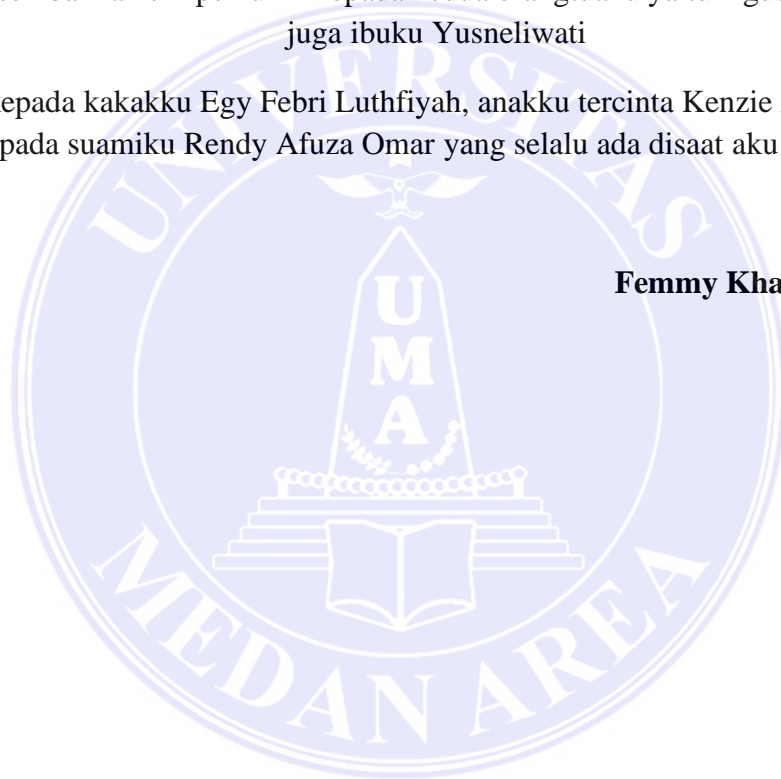 juga ibuku Yusneliwati
kepada kakakku Egy Febri Luthfiyah, anakku tercinta Kenzie
pada suamiku Rendy Afuza Omar yang selalu ada disaat aku
Femmy Kha
UNIVERSITAS
UMA
MEDAN AREA